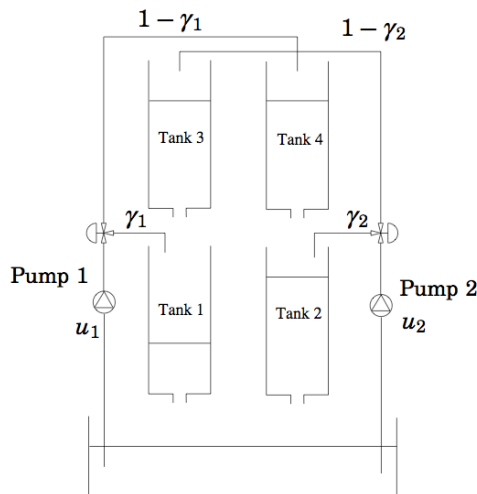 1 − γ₁
1 − γ₂
Tank 3
Tank 4
γ₁
γ₂
Pump 1
Tank 1
Tank 2
Pump 2
u₁
u₂